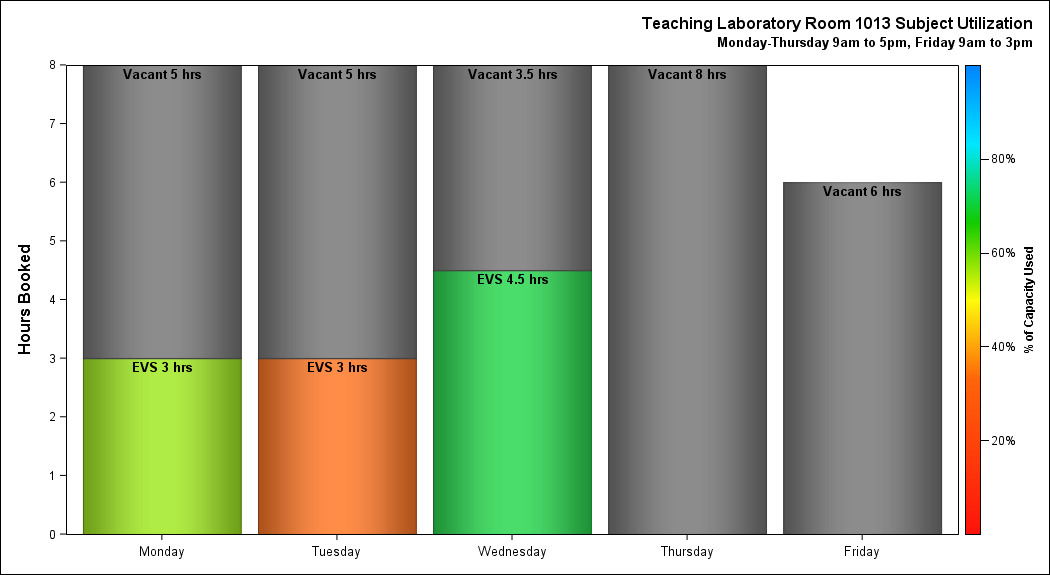 Teaching Laboratory Room 1013 Subject Utilization
Monday-Thursday 9am to 5pm, Friday 9am to 3pm
Hours Booked
8
7
6
5
4
3
2
1
0
Vacant 5 hrs
EVS 3 hrs
Vacant 5 hrs
EVS 3 hrs
Vacant 3.5 hrs
EVS 4.5 hrs
Vacant 8 hrs
Vacant 6 hrs
Monday
Tuesday
Wednesday
Thursday
Friday
80%
60%
40%
20%
% of Capacity Used